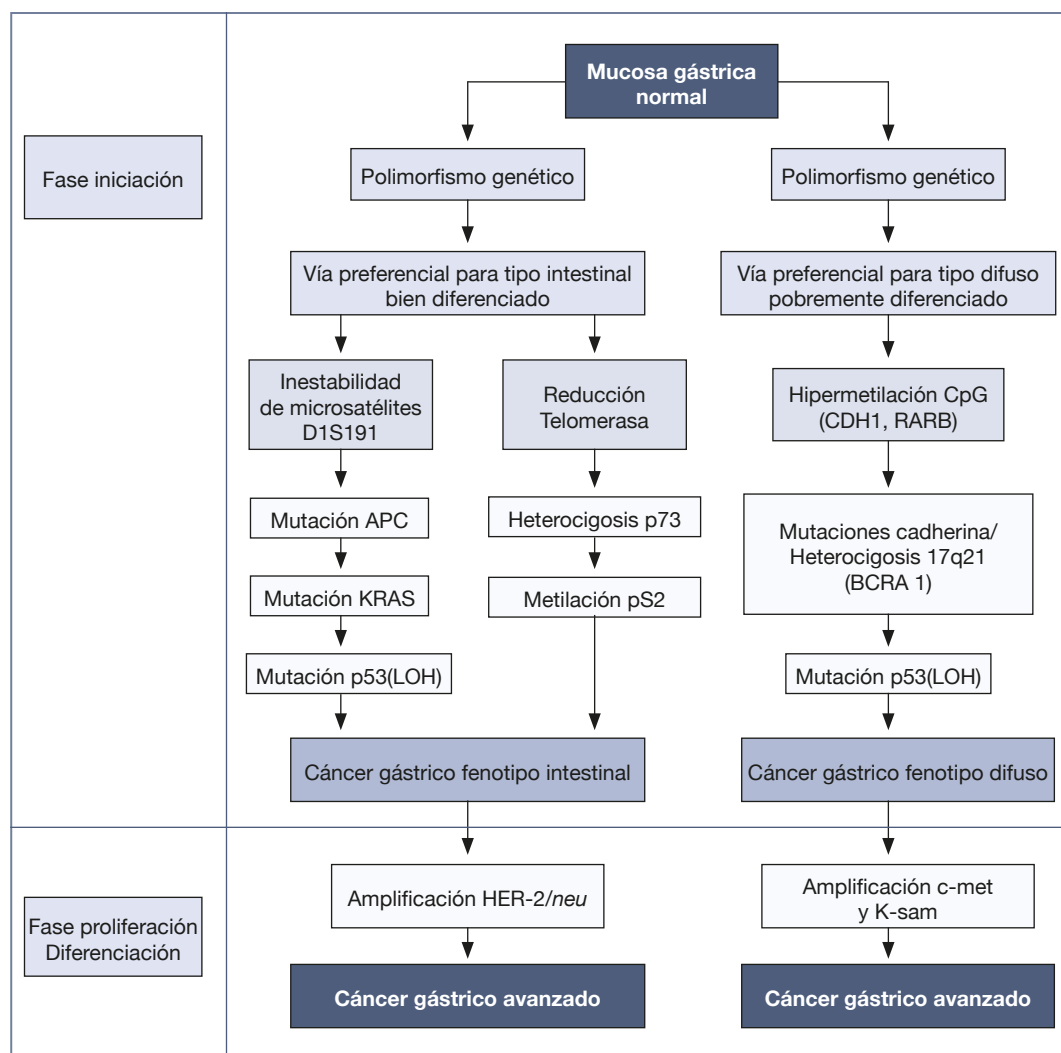 Mucosa gástrica
normal
Fase iniciación
Polimorfismo genético
Polimorfismo genético
Vía preferencial para tipo intestinal
bien diferenciado
Vía preferencial para tipo difuso
pobremente diferenciado
Inestabilidad
de microsatélites
D1S191
Reducción
Telomerasa
Hipermetilación CpG
(CDH1, RARB)
Mutación APC
Heterocigosis p73
Mutaciones cadherina/
Heterocigosis 17q21
(BCRA 1)
Mutación KRAS
Metilación pS2
Mutación p53(LOH)
Mutación p53(LOH)
Cáncer gástrico fenotipo intestinal
Cáncer gástrico fenotipo difuso
Fase proliferación
Diferenciación
Amplificación HER-2/neu
Amplificación c-met
y K-sam
Cáncer gástrico avanzado
Cáncer gástrico avanzado